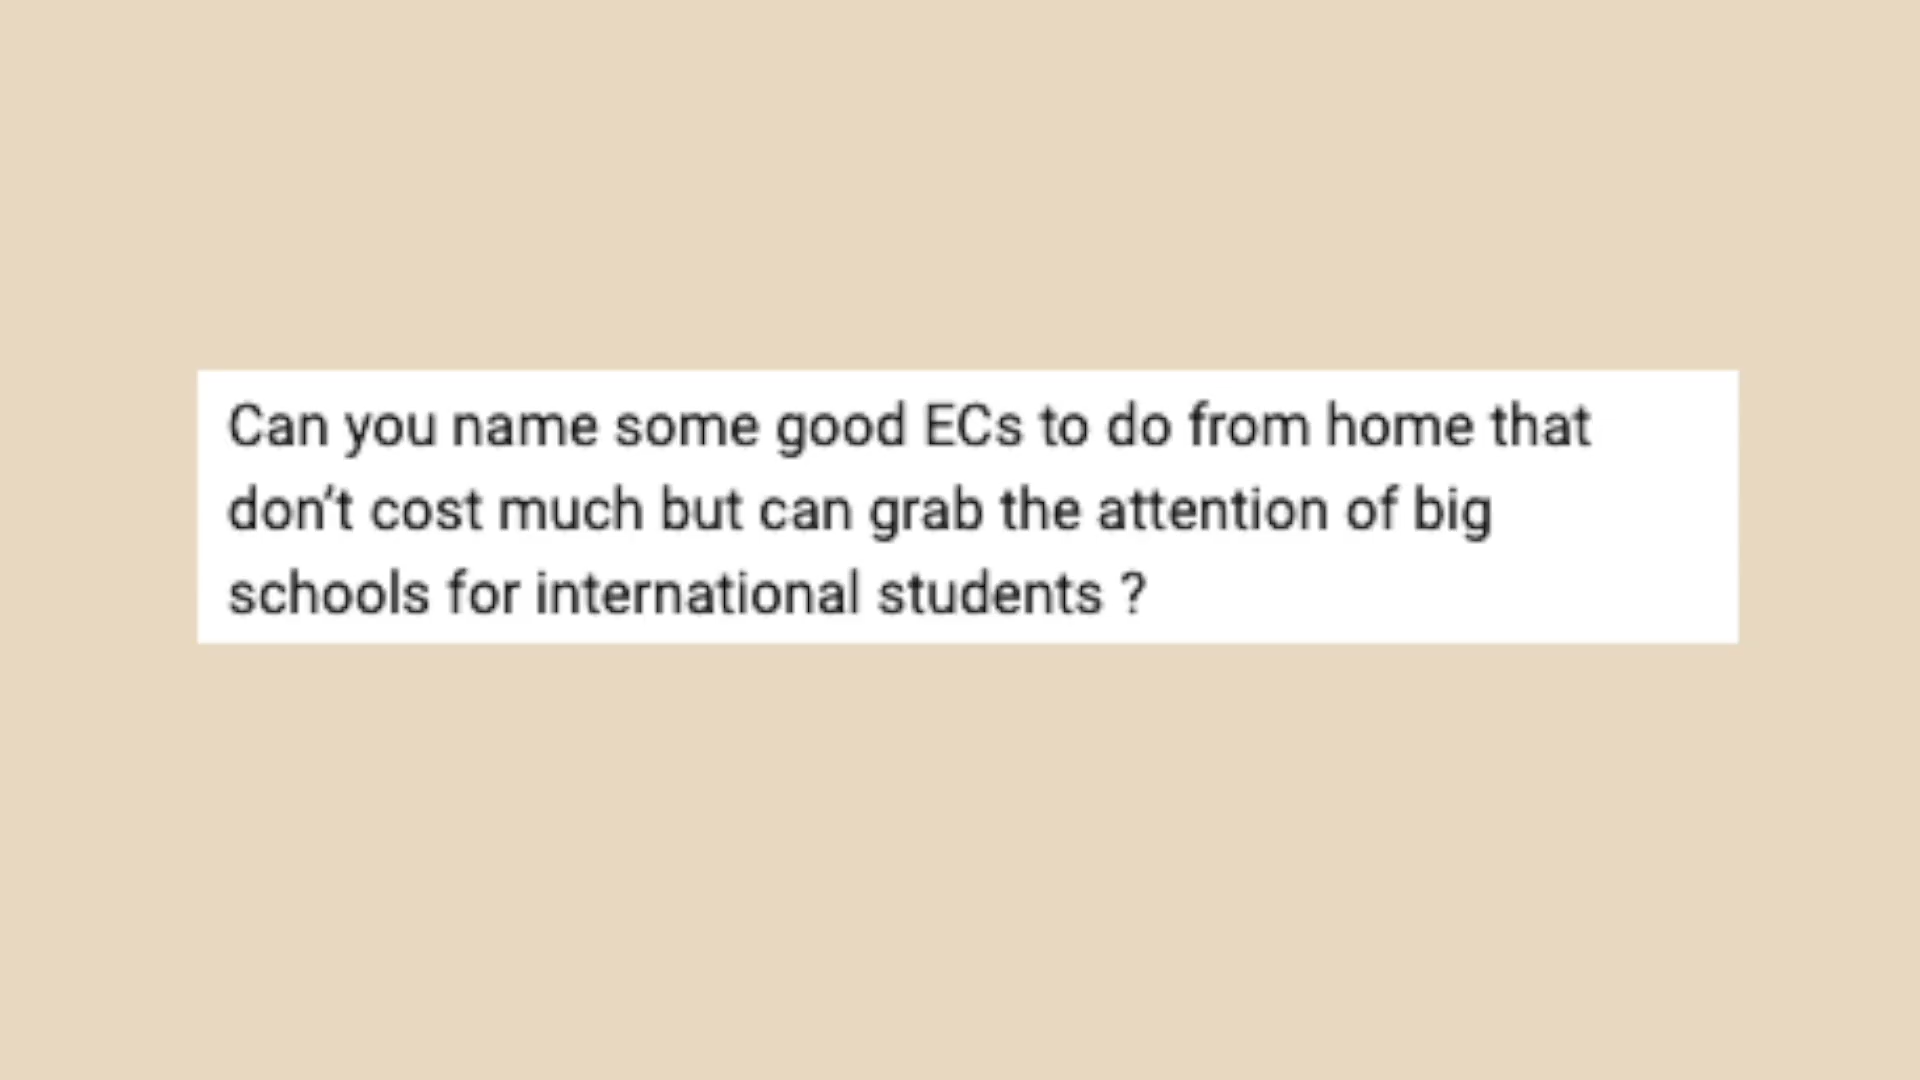 Can you name some good ECs to do from home that
don't cost much but can grab the attention of big
schools for international students ?